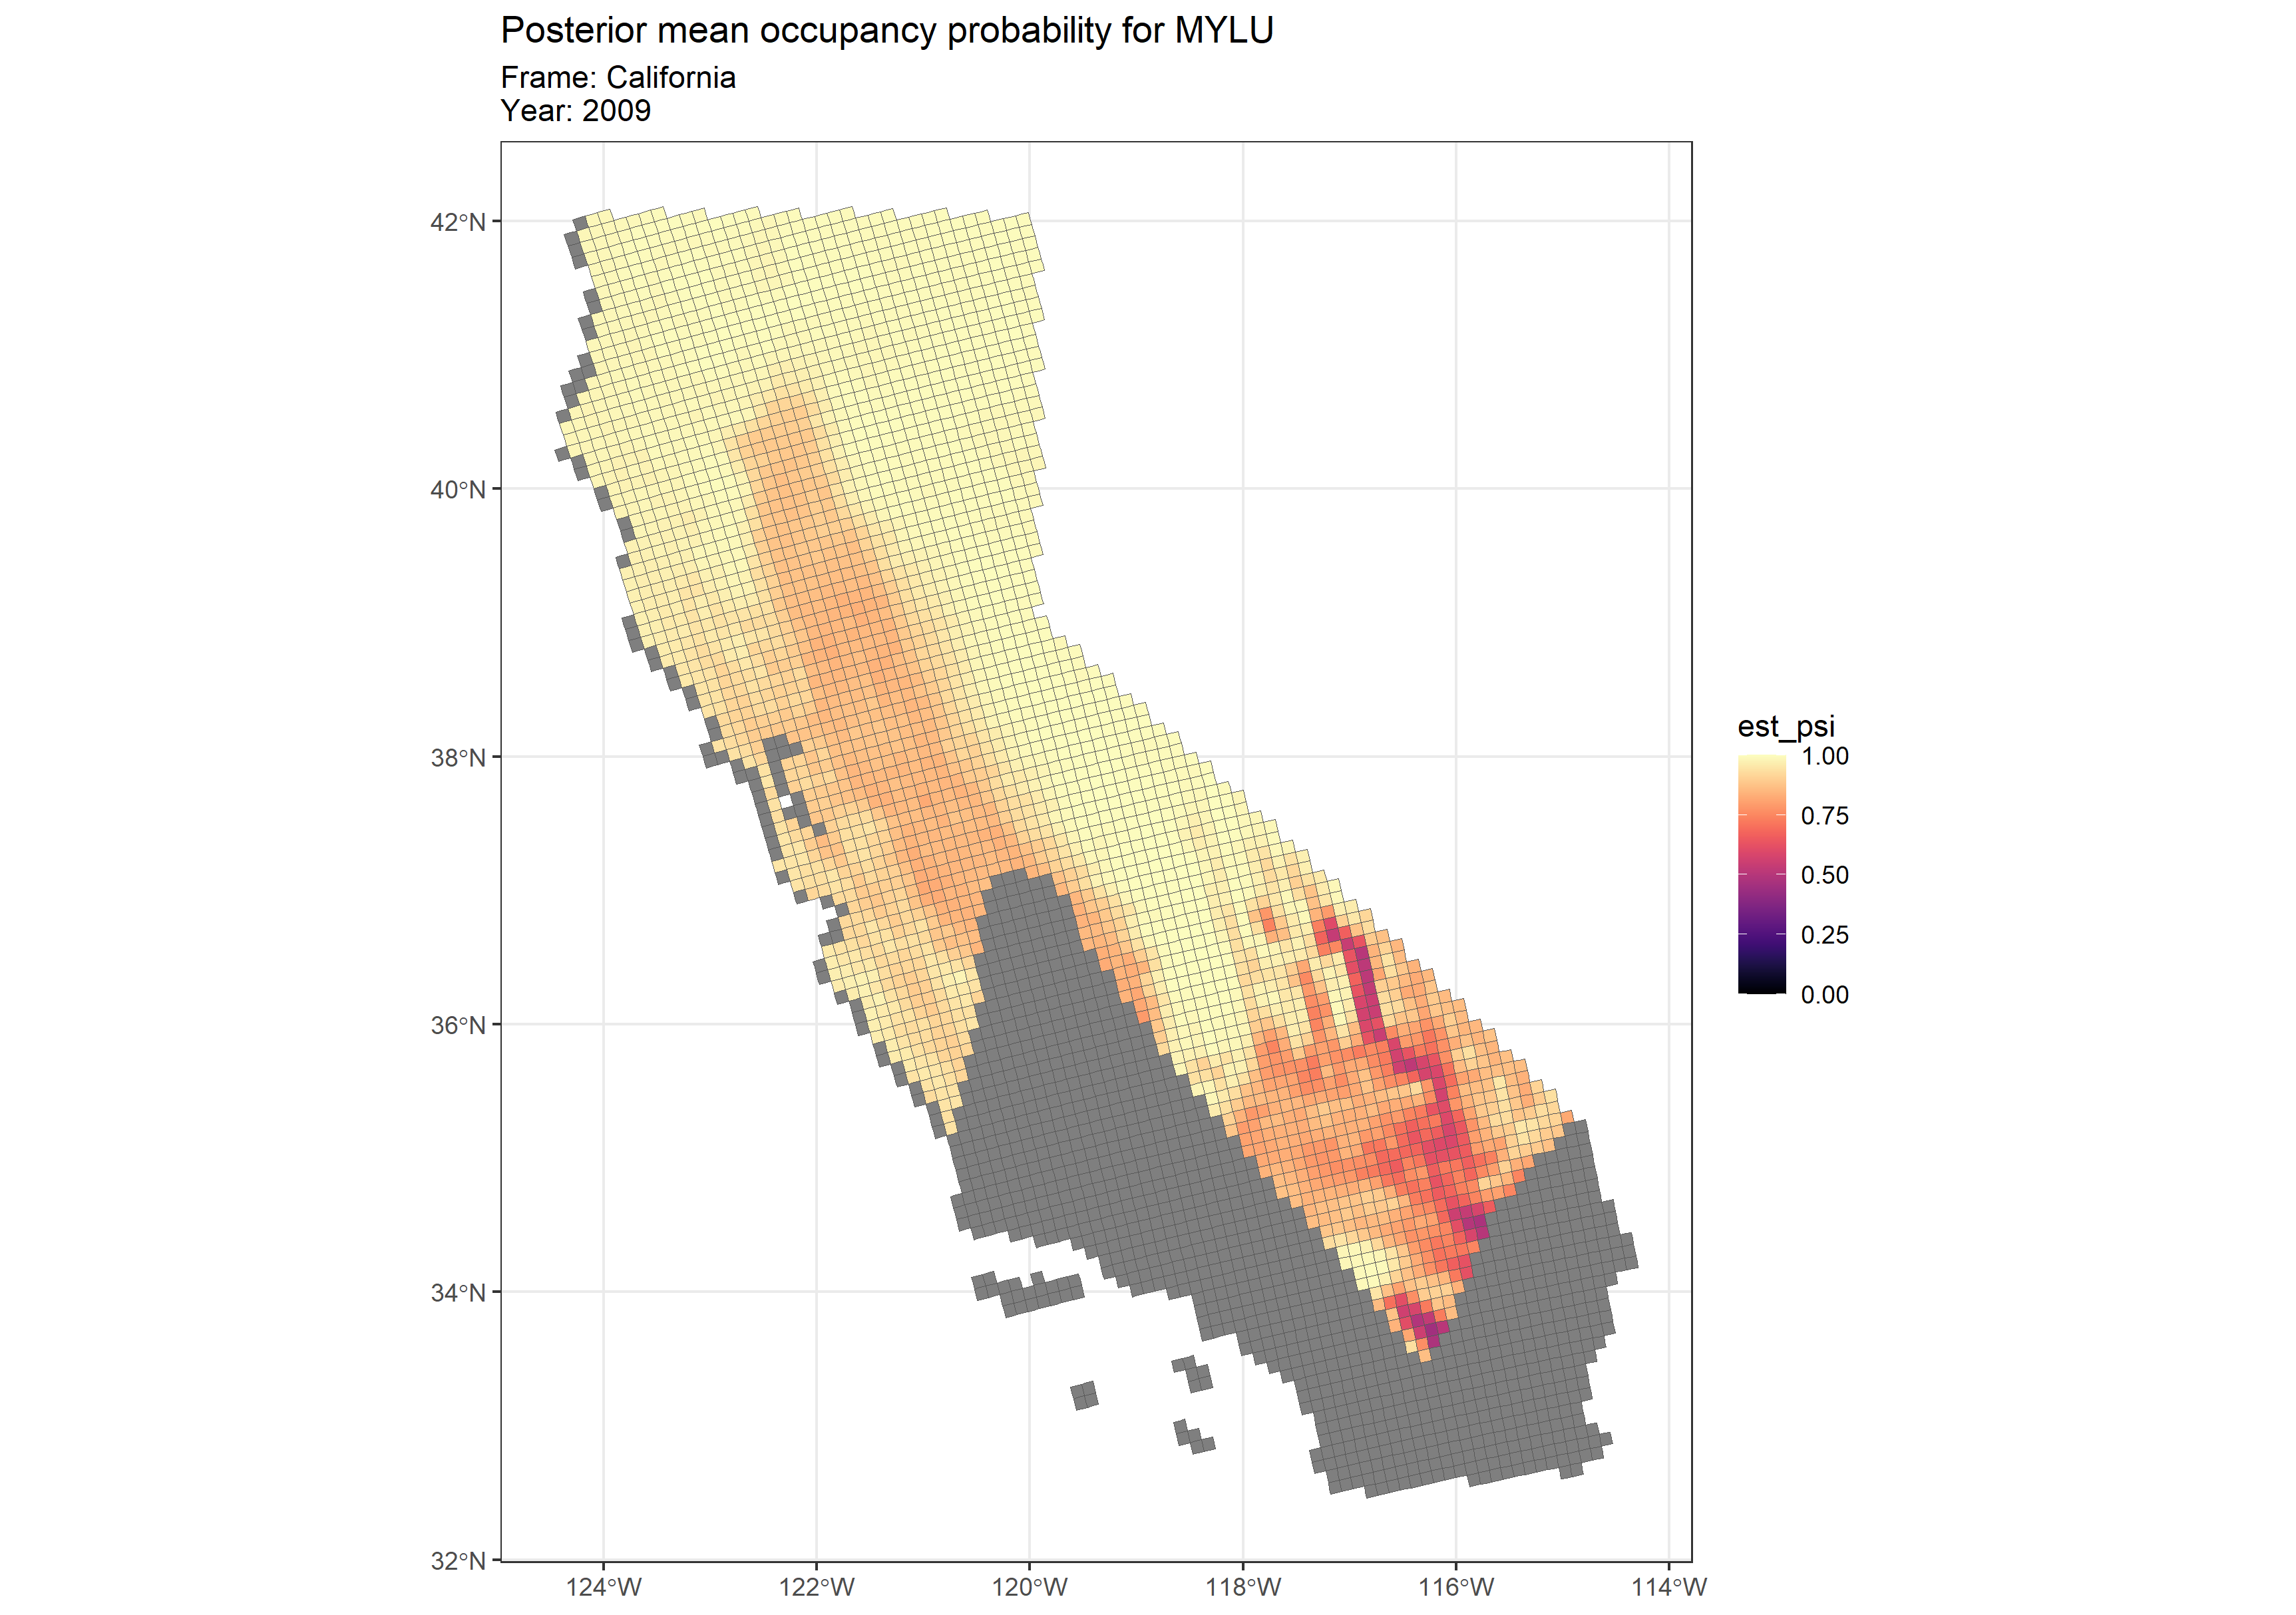 Posterior mean occupancy probability for MYLU
Frame: California
Year: 2009
42°N
40°N
38°N
36°N
34°N
32°N
124°W
122°W
120°W
118°W
116°W
114°W
est_psi
1.00
0.75
0.50
0.25
0.00